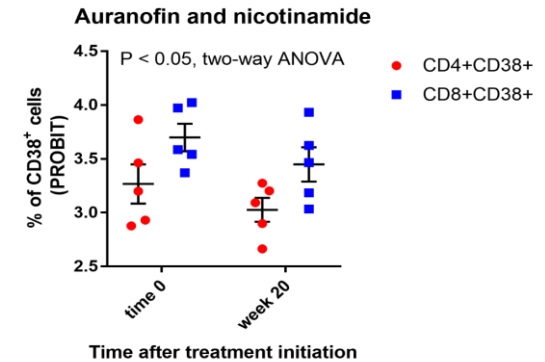 Auranofin and nicotinamide
P < 0.05, two-way ANOVA
CD4+CD38+
CD8+CD38+
% of CD38⁺ cells
(PROBIT)
4.5
4.0
3.5
3.0
2.5
time 0
week 20
Time after treatment initiation